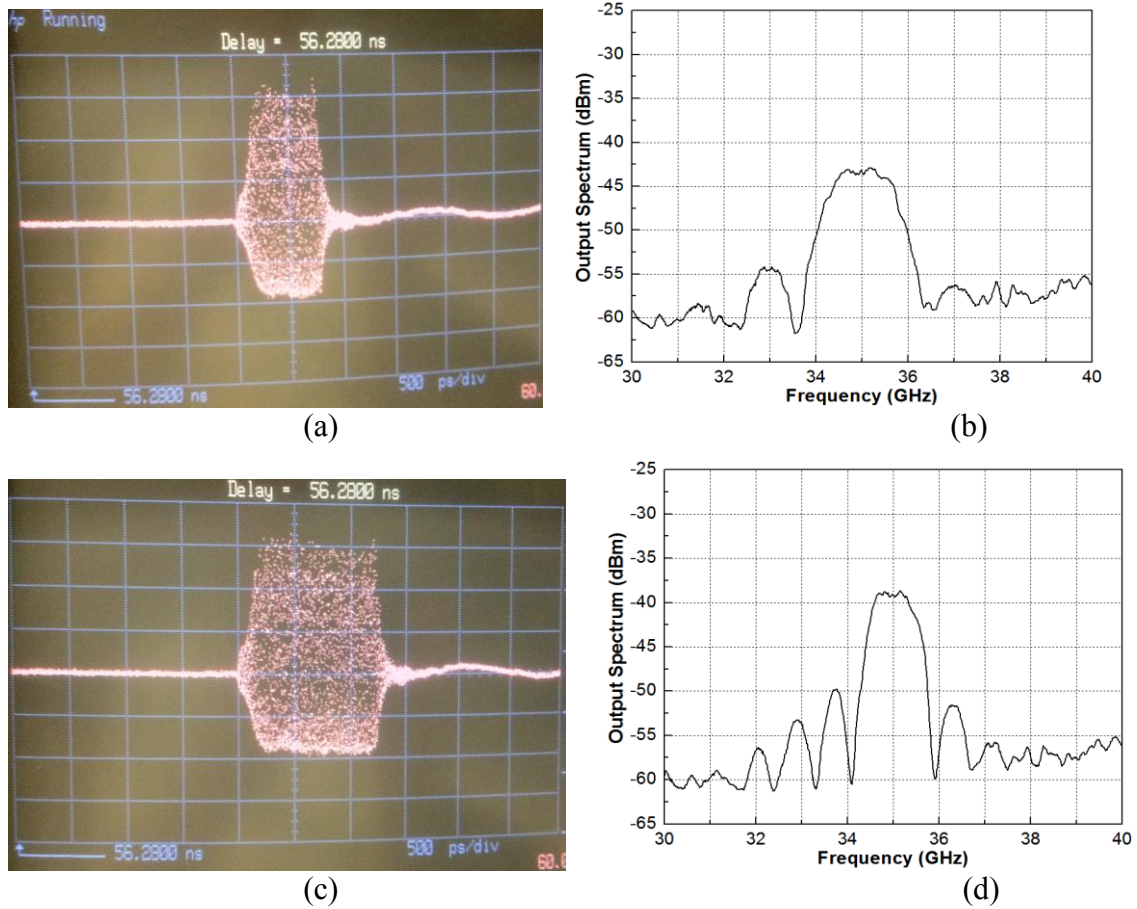 hp Running
Delay = 56.2800 ns
56.2800 ns
500 ps/div
60.
(a)
Output Spectrum (dBm)
-25
-30
-35
-40
-45
-50
-55
-60
-65
30
32
34
36
38
40
Frequency (GHz)
(b)
Delay = 56.2800 ns
56.2800 ns
500 ps/div
60.0
(c)
Output Spectrum (dBm)
-25
-30
-35
-40
-45
-50
-55
-60
-65
30
32
34
36
38
40
Frequency (GHz)
(d)